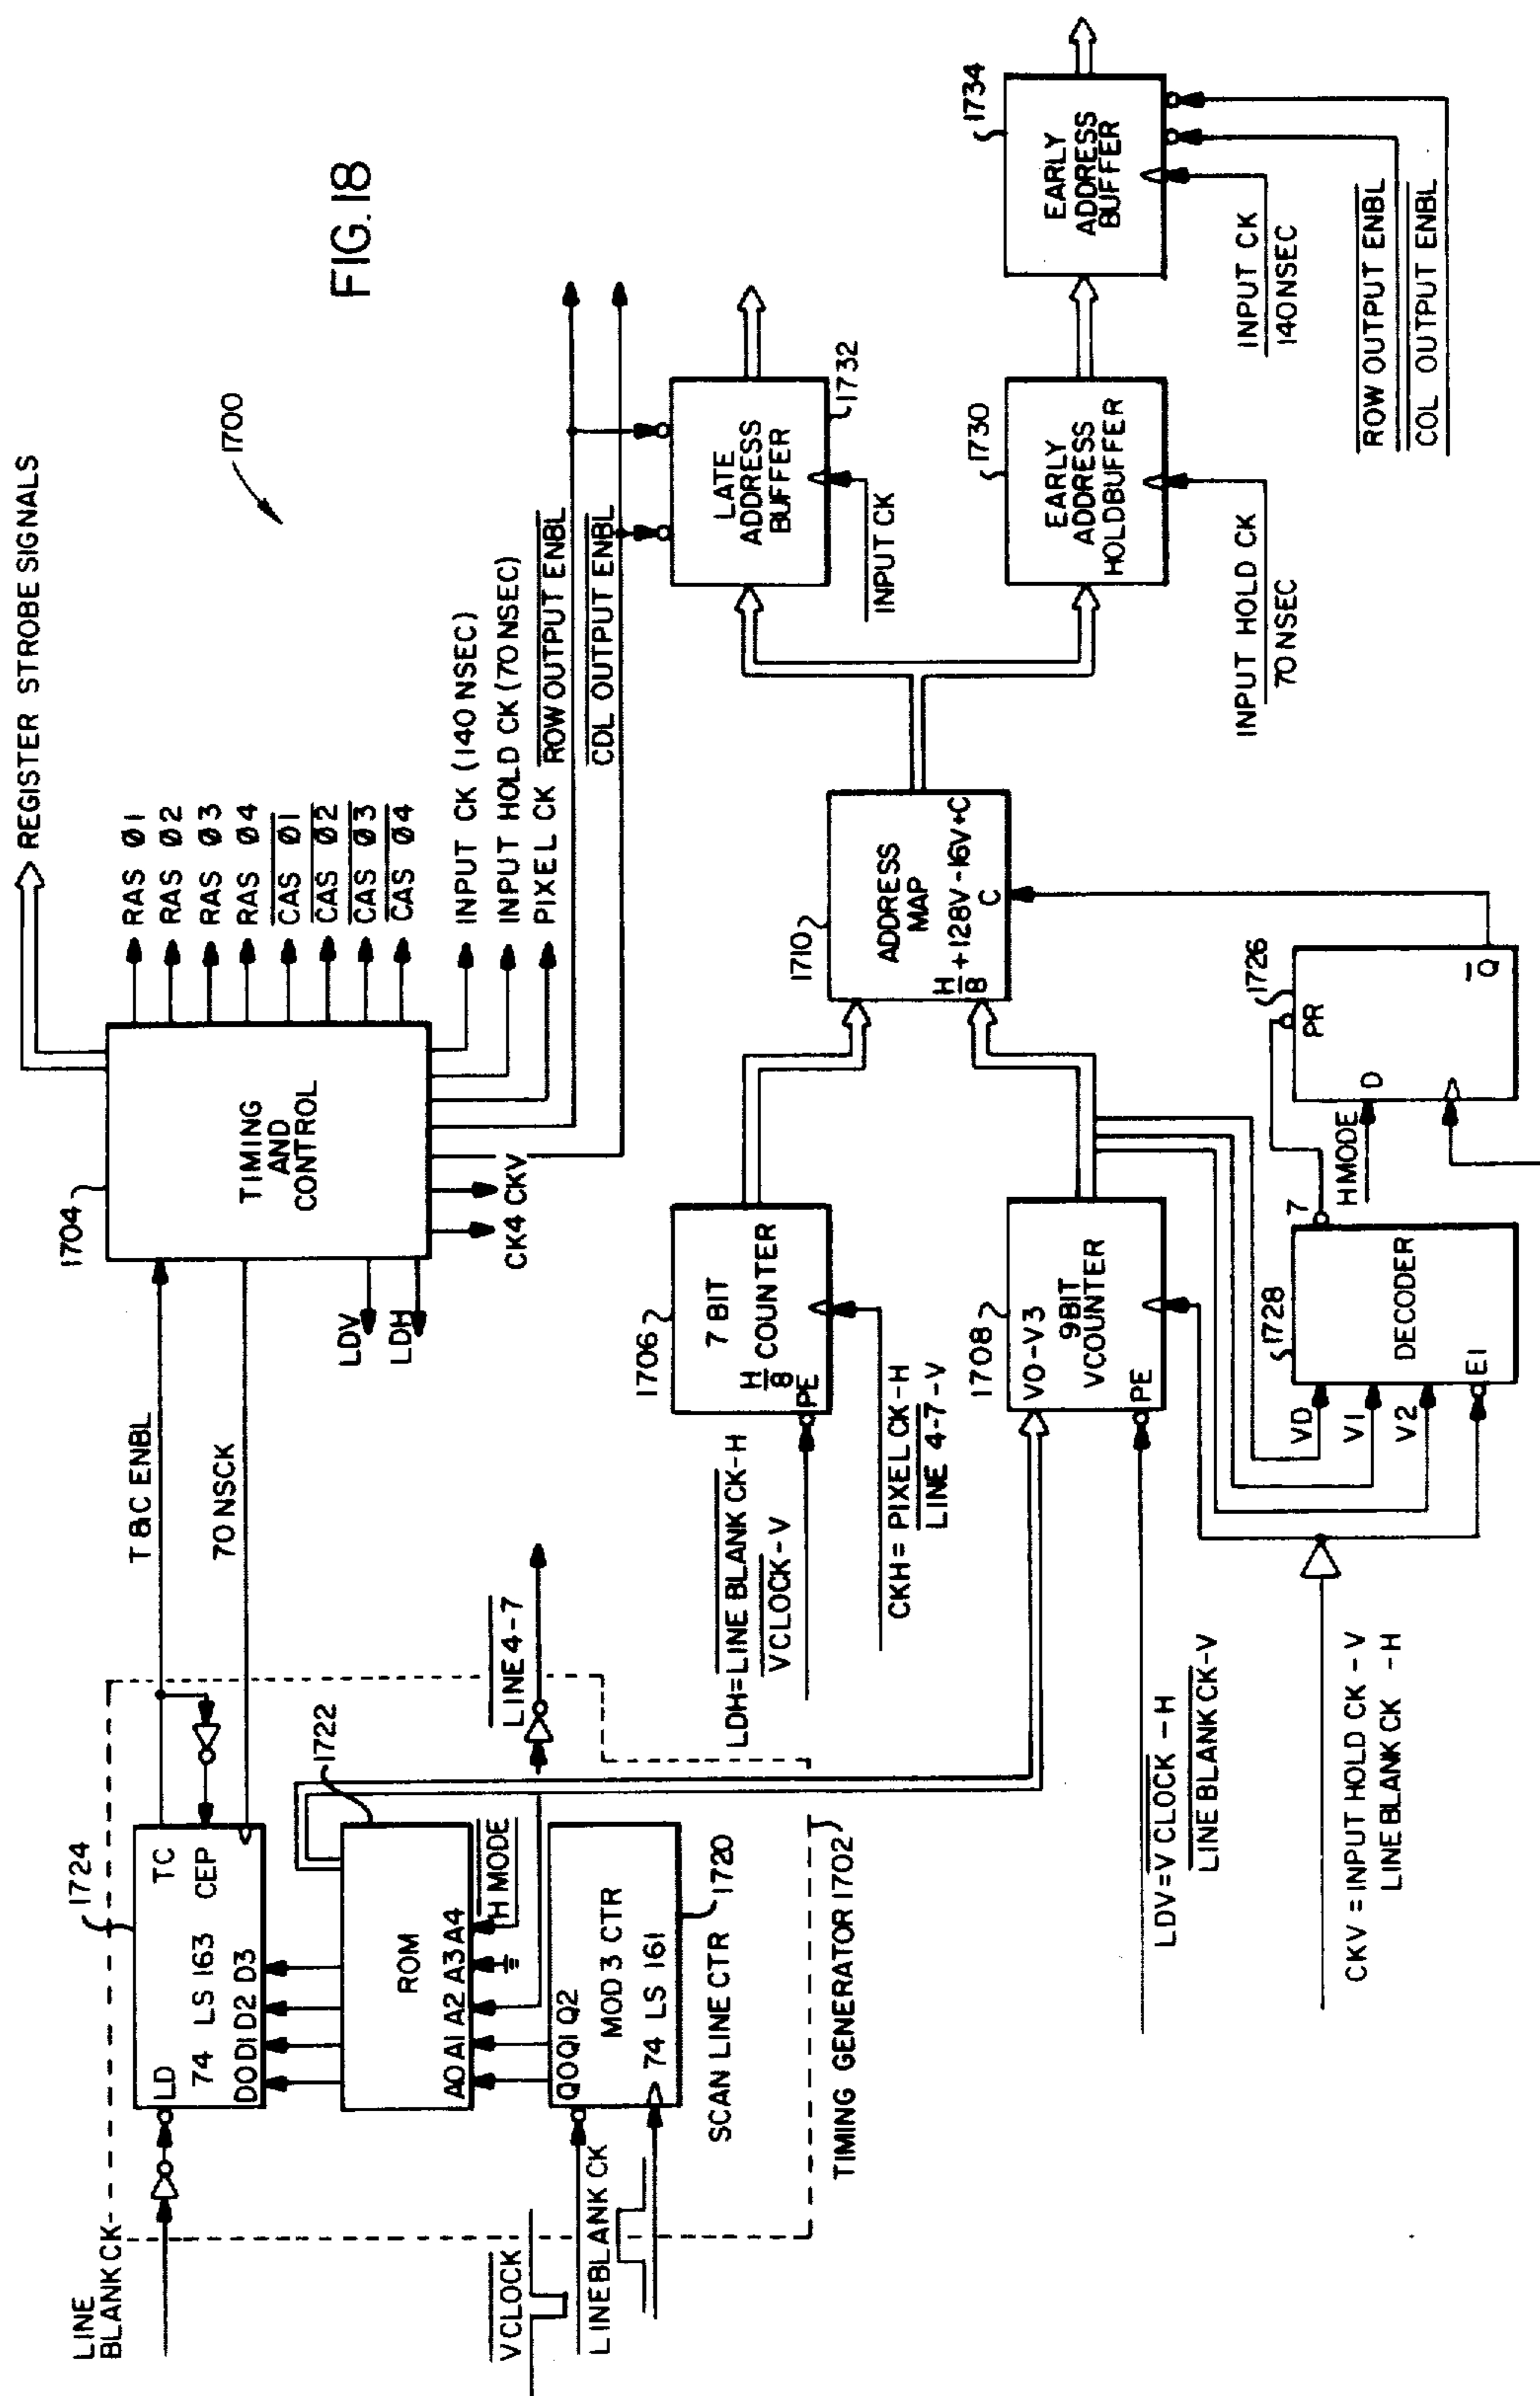 FIG. 18
1700
REGISTER STROBE SIGNALS
LINE
BLANK CK
1724
LD
TC
74 LS 163
CEP
D0 D1 D2 D3
T & C ENBL
70 NSCK
1704
TIMING
AND
CONTROL
LDV
LDH
CK4
CKV
RAS Ø1
RAS Ø2
RAS Ø3
RAS Ø4
CAS Ø1
CAS Ø2
CAS Ø3
CAS Ø4
INPUT CK (140 NSEC)
INPUT HOLD CK (70 NSEC)
PIXEL CK
ROW OUTPUT ENBL
CDL OUTPUT ENBL
1722
ROM
A0 A1 A2 A3 A4
H MODE
LINE 4-7
VCLOCK
LINE BLANK CK
Q0 Q1 Q2
MOD 3 CTR
74 LS 161
1720
SCAN LINE CTR
TIMING GENERATOR 1702
1706
7 BIT
H/8 COUNTER
PE
LDH=LINE BLANK CK-H
VCLOCK-V
CKH=PIXEL CK-H
LINE 4-7-V
1708
V0-V3
9BIT
VCOUNTER
PE
LDV=V CLOCK - H
LINE BLANK CK-V
CKV=INPUT HOLD CK - V
LINE BLANK CK - H
1728
VD
V1
V2
DECODER
E1
7
HMODE
1726
PR
D
Q
1710
ADDRESS
MAP
H/8 +128V-16V+C
C
LATE
ADDRESS
BUFFER
1732
INPUT CK
1730
EARLY
ADDRESS
HOLDBUFFER
INPUT HOLD CK
70 NSEC
1734
EARLY
ADDRESS
BUFFER
INPUT CK
140NSEC
ROW OUTPUT ENBL
COL OUTPUT ENBL